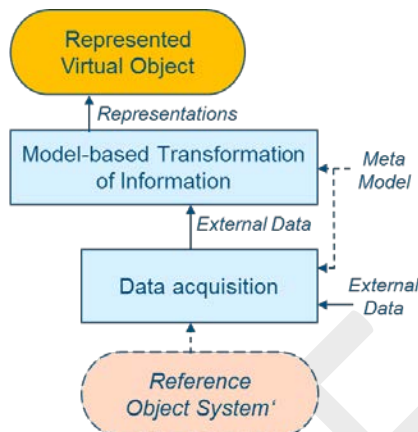 Represented
Virtual Object
Representations
Model-based Transformation
of Information
Meta
Model
External Data
Data acquisition
External
Data
Reference
Object System‘